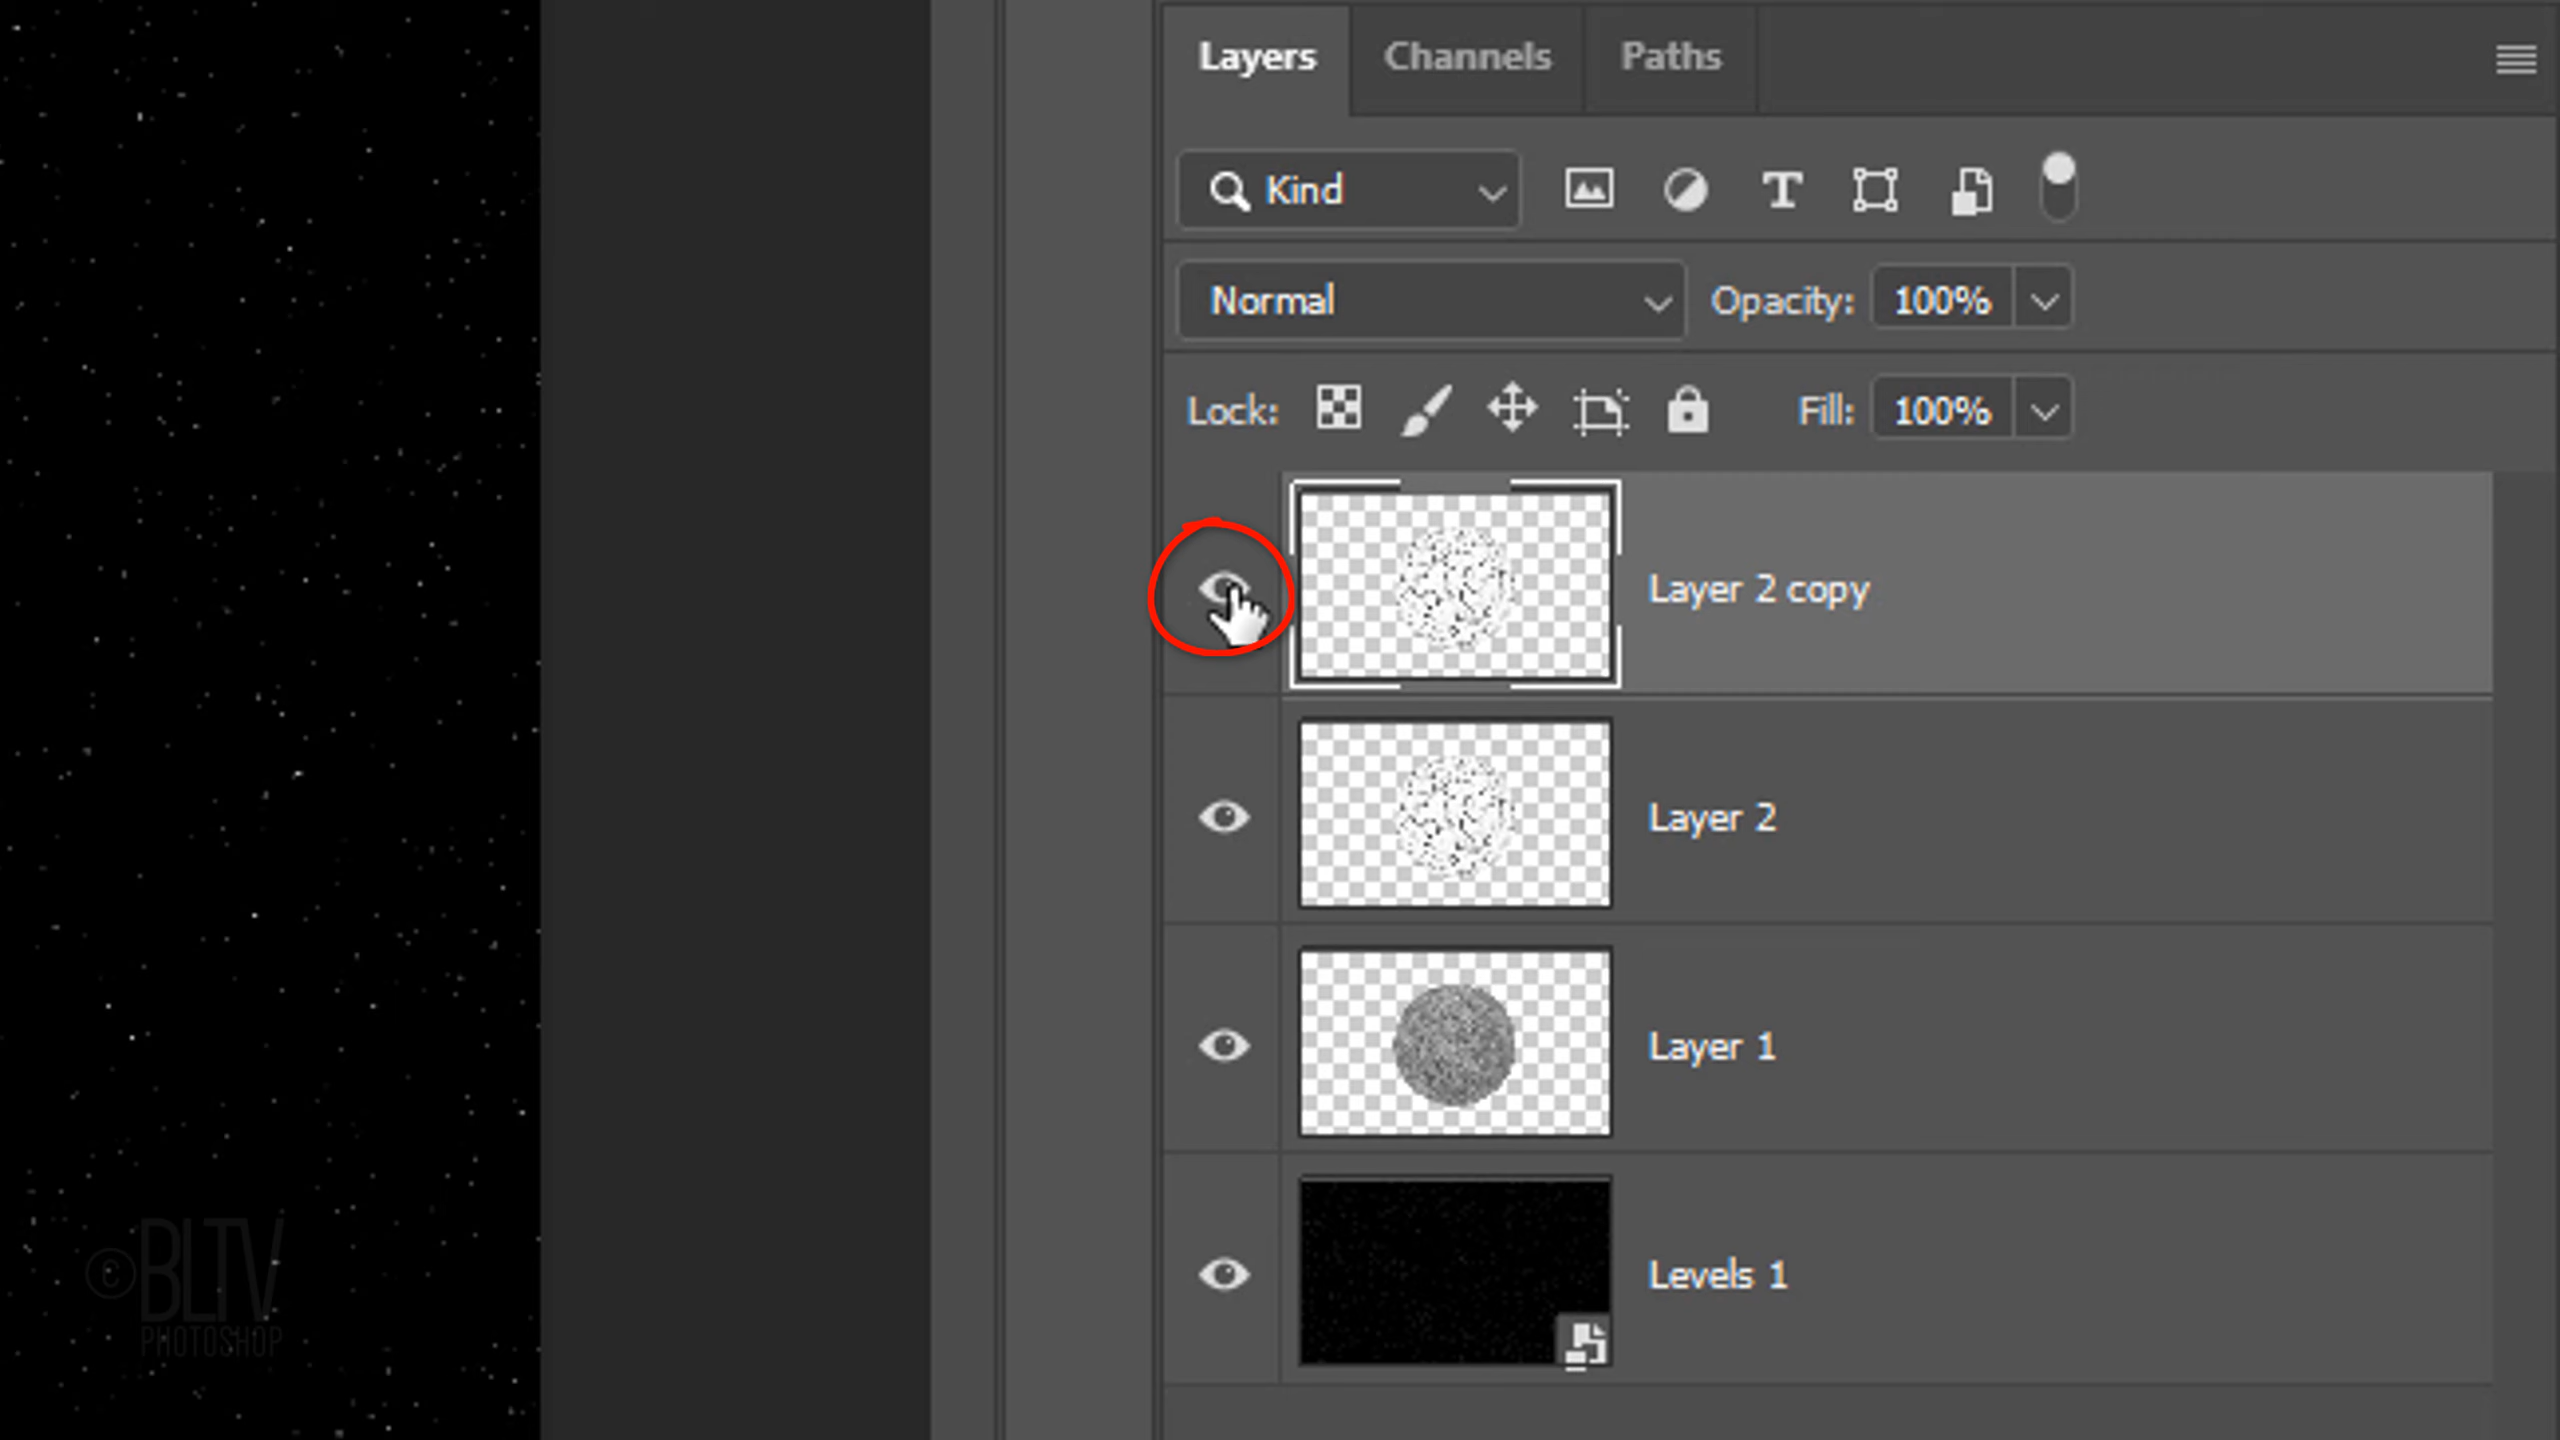 Layers Channels Paths
Kind
Normal Opacity: 100%
Lock: Fill: 100%
Layer 2 copy
Layer 2
Layer 1
Levels 1
©BLTV
PHOTOSHOP